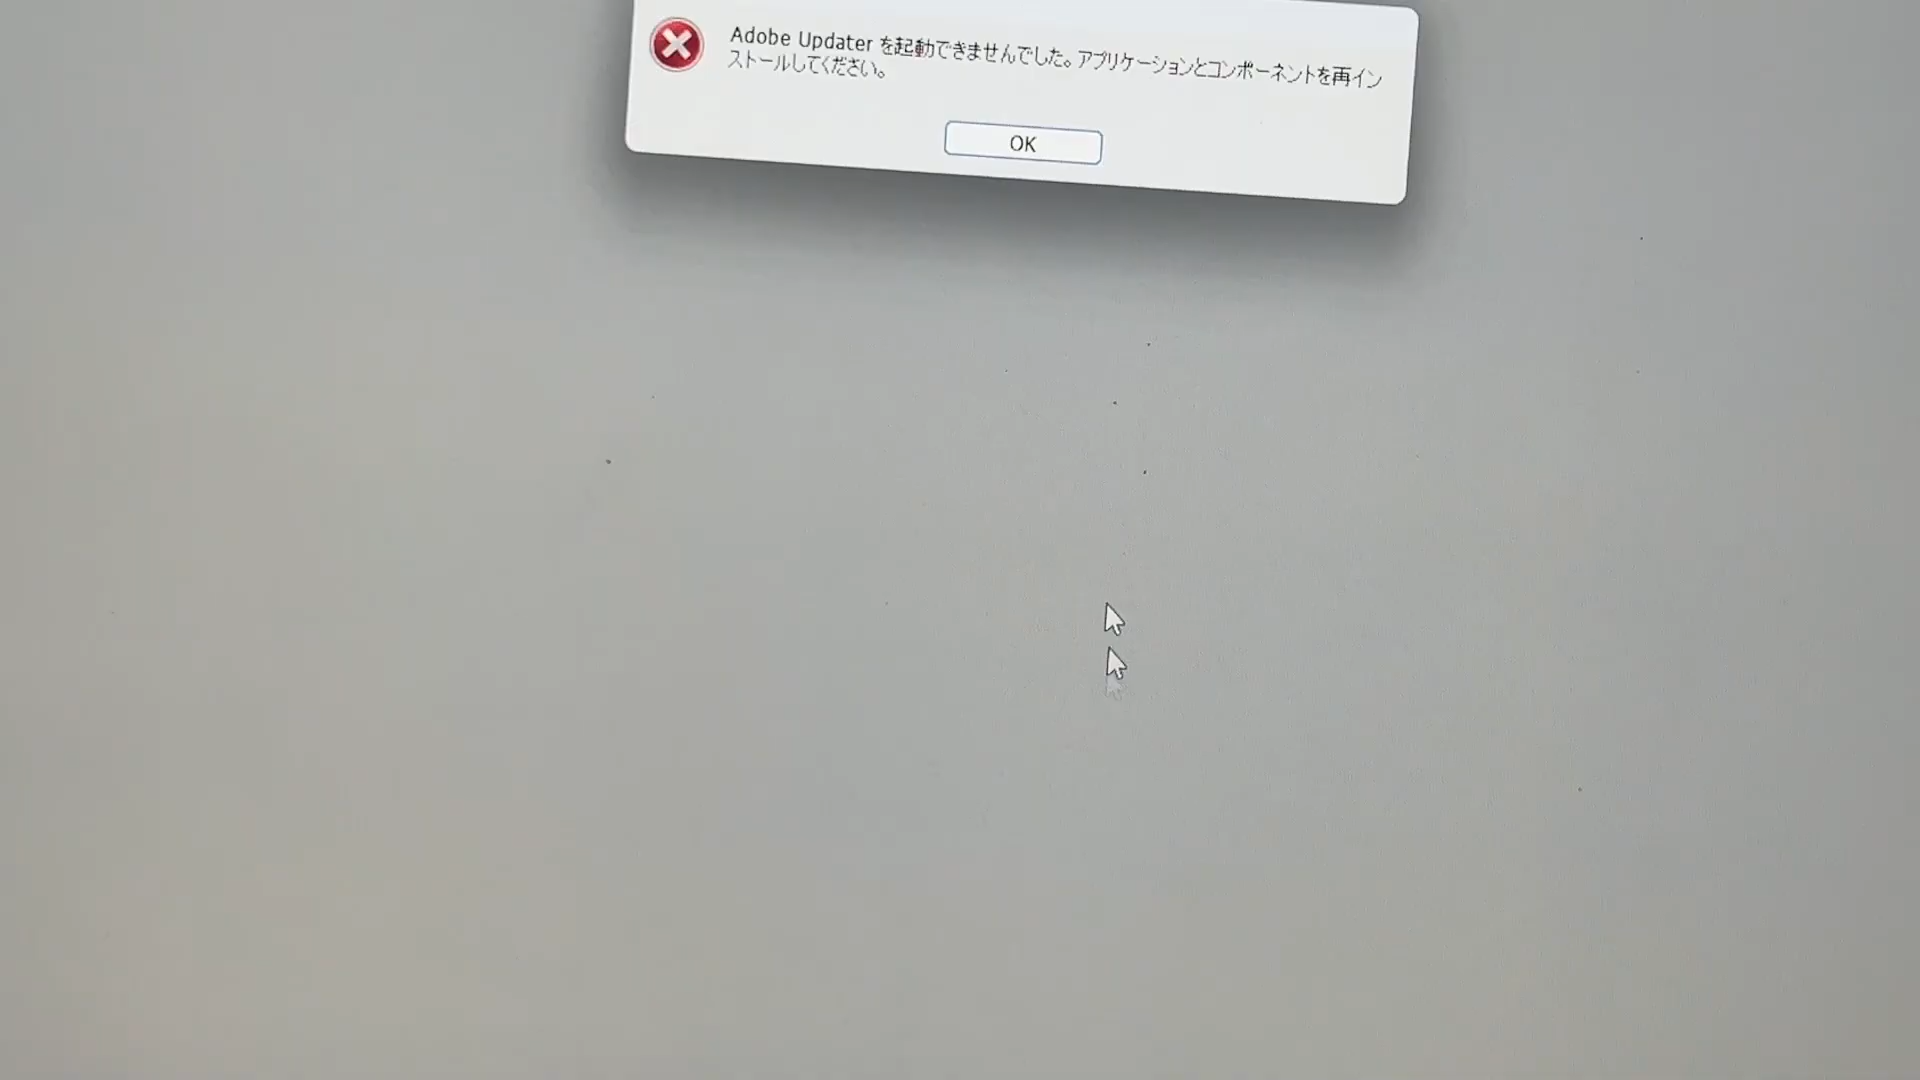 Adobe Updater を起動できませんでした。アプリケーションとコンポーネントを再イン
ストールしてください。
OK